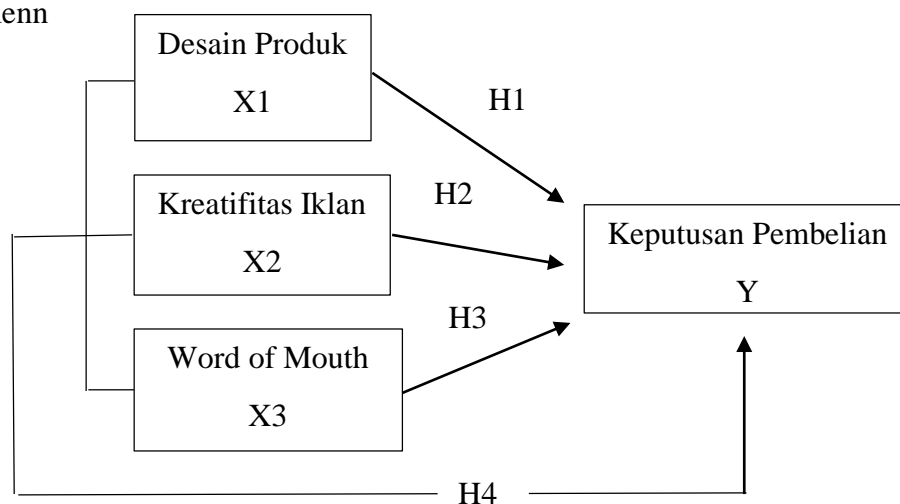 enn
Desain Produk
X1
H1
Kreatifitas Iklan
X2
H2
Keputusan Pembelian
Y
H3
Word of Mouth
X3
H4